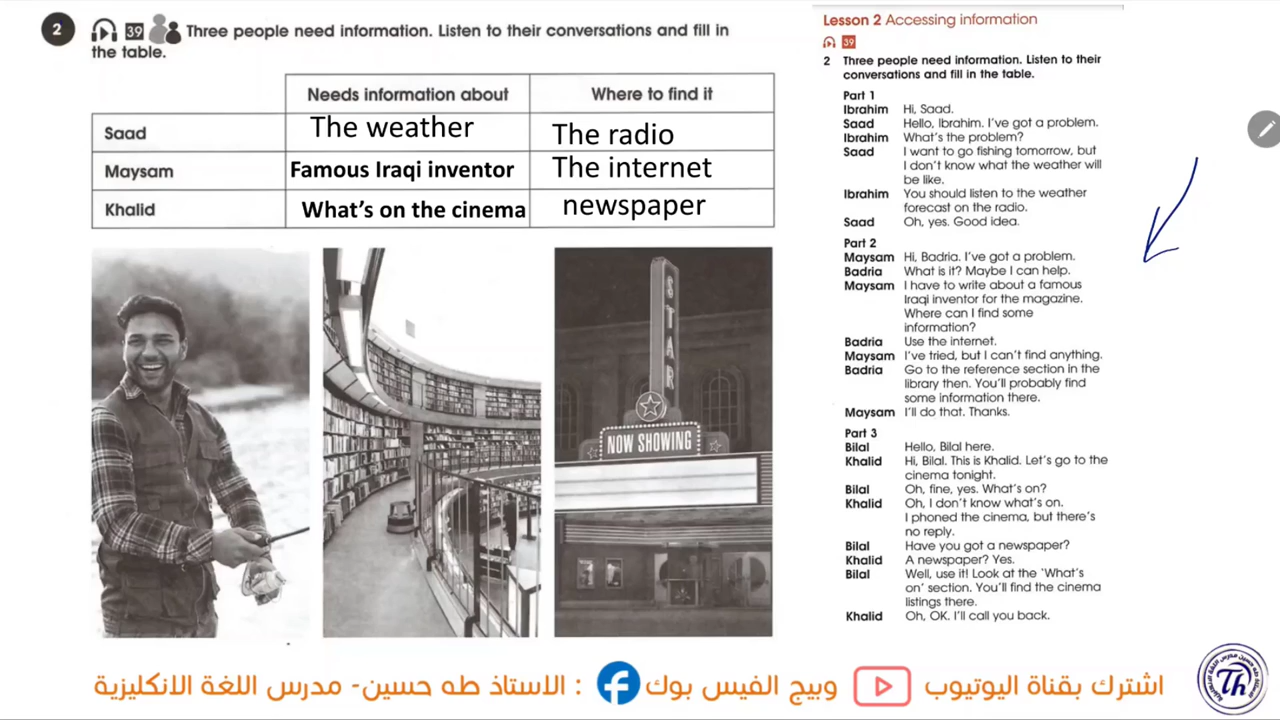 2 39 Three people need information. Listen to their conversations and fill in
the table.
Needs information about Where to find it
Saad The weather The radio
Maysam Famous Iraqi inventor The internet
Khalid What's on the cinema newspaper
STAR
NOW SHOWING
Lesson 2 Accessing information
39
2 Three people need information. Listen to their
conversations and fill in the table.
Part 1
Ibrahim Hi, Saad.
Saad Hello, Ibrahim. I've got a problem.
Ibrahim What's the problem?
Saad I want to go fishing tomorrow, but
I don't know what the weather will
be like.
Ibrahim You should listen to the weather
forecast on the radio.
Saad Oh, yes. Good idea.
Part 2
Maysam Hi, Badria. I've got a problem.
Badria What is it? Maybe I can help.
Maysam I have to write about a famous
Iraqi inventor for the magazine.
Where can I find some
information?
Badria Use the internet.
Maysam I've tried, but I can't find anything.
Badria Go to the reference section in the
library then. You'll probably find
some information there.
Maysam I'll do that. Thanks.
Part 3
Bilal Hello, Bilal here.
Khalid Hi, Bilal. This is Khalid. Let's go to the
cinema tonight.
Bilal Oh, fine, yes. What's on?
Khalid Oh, I don't know what's on.
I phoned the cinema, but there's
no reply.
Bilal Have you got a newspaper?
Khalid A newspaper? Yes.
Bilal Well, use it! Look at the 'What's
on' section. You'll find the cinema
listings there.
Khalid Oh, OK. I'll call you back.
اشترك بقناة اليوتيوب وبيج الفيس بوك : الاستاذ طه حسين- مدرس اللغة الانكليزية
Th